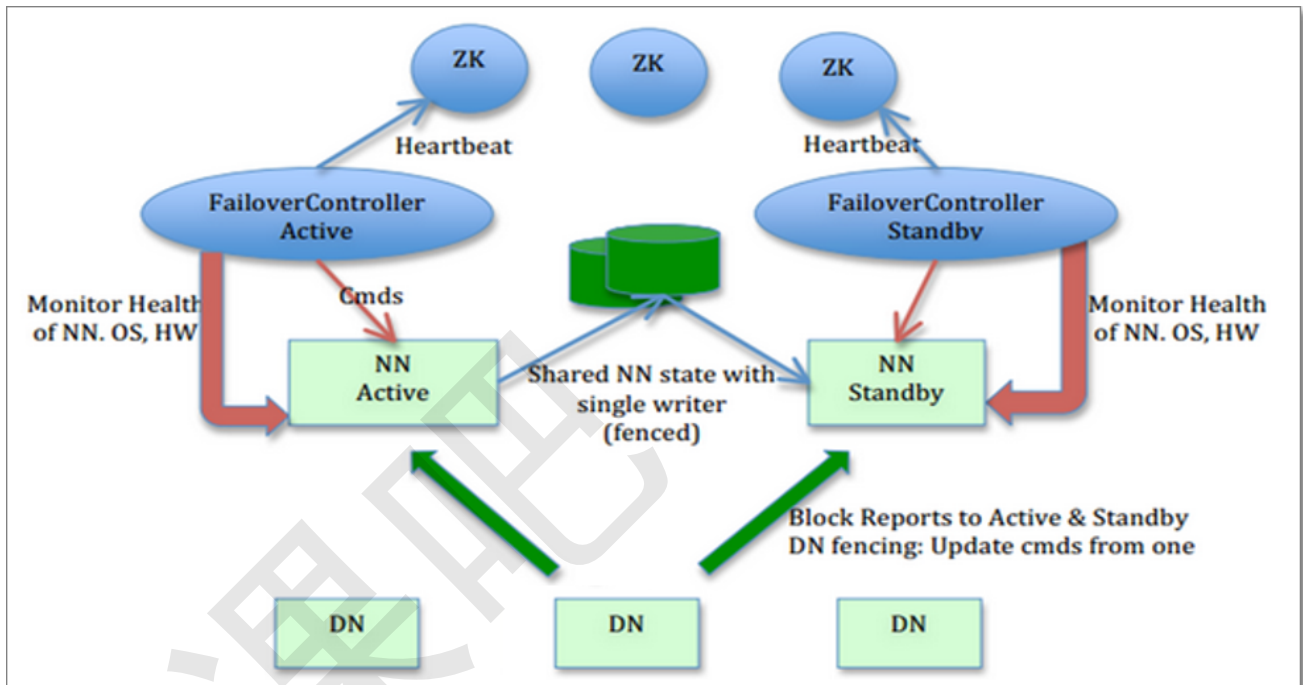 ZK
ZK
ZK
Heartbeat
Heartbeat
FailoverController
Active
FailoverController
Standby
Cmds
Monitor Health
of NN. OS, HW
Monitor Health
of NN. OS, HW
NN
Active
Shared NN state with
single writer
(fenced)
NN
Standby
Block Reports to Active & Standby
DN fencing: Update cmds from one
DN
DN
DN